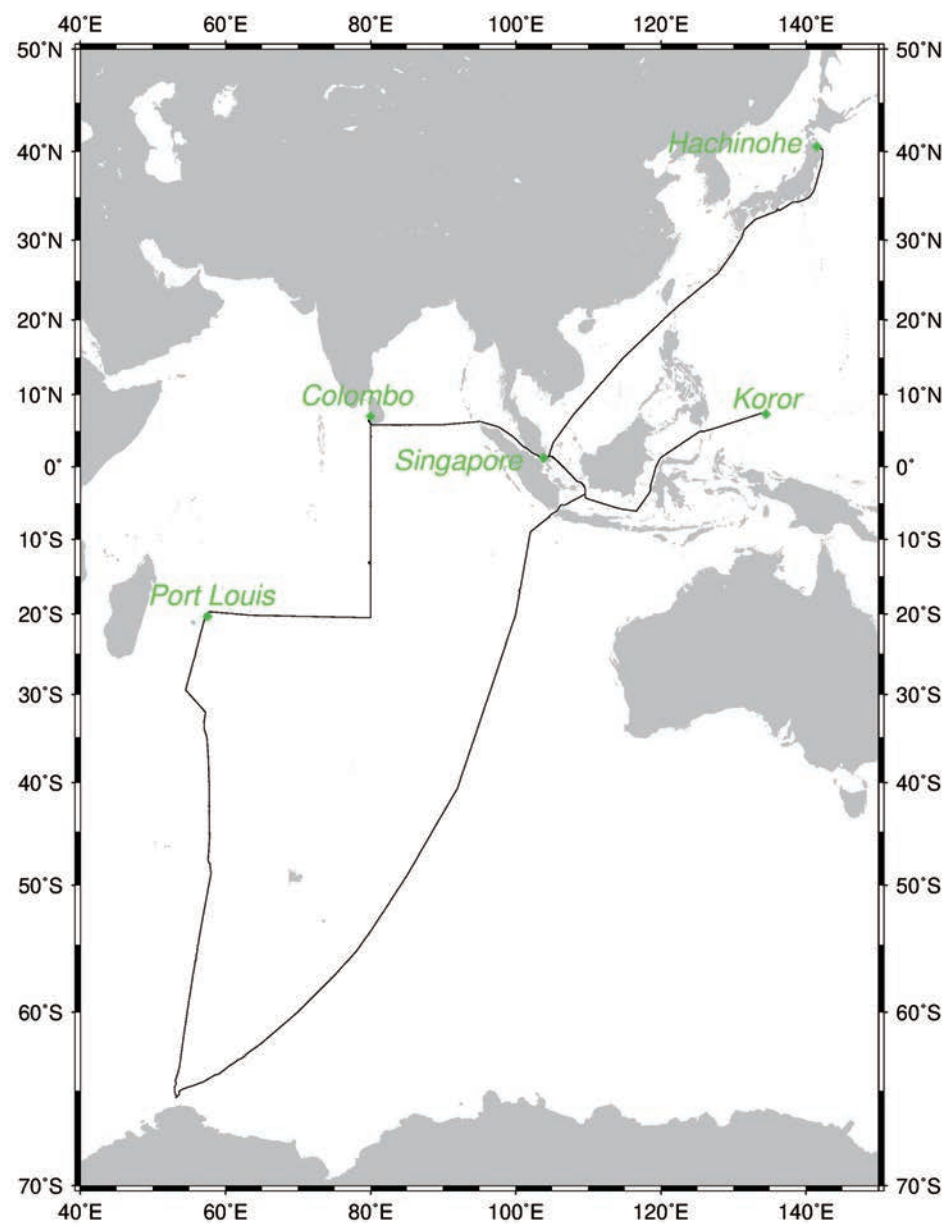 40˚E 60˚E 80˚E 100˚E 120˚E 140˚E
50˚N 50˚N
Hachinohe
40˚N 40˚N
30˚N 30˚N
20˚N 20˚N
10˚N 10˚N
Colombo Koror
Singapore
0˚ 0˚
10˚S 10˚S
Port Louis
20˚S 20˚S
30˚S 30˚S
40˚S 40˚S
50˚S 50˚S
60˚S 60˚S
70˚S 70˚S
40˚E 60˚E 80˚E 100˚E 120˚E 140˚E